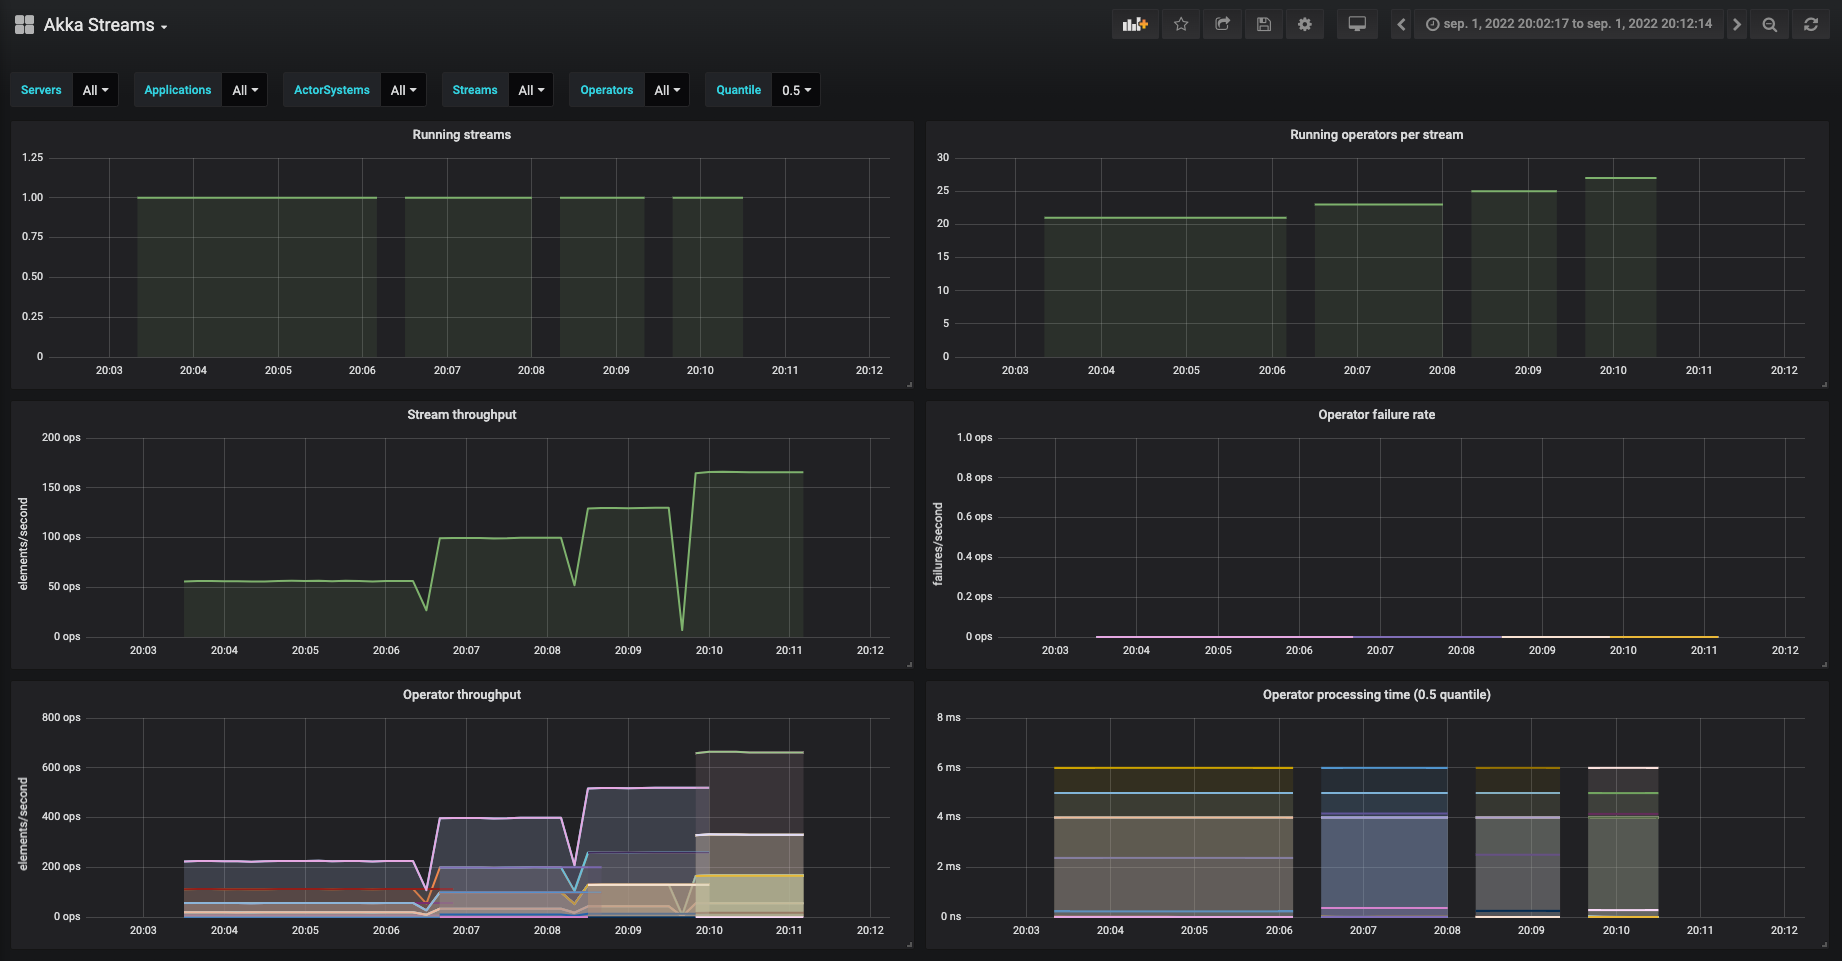 Akka Streams
sep. 1, 2022 20:02:17 to sep. 1, 2022 20:12:14
Servers All Applications All ActorSystems All Streams All Operators All Quantile 0.5
Running streams
1.25
1.00
0.75
0.50
0.25
0
20:03 20:04 20:05 20:06 20:07 20:08 20:09 20:10 20:11 20:12
Running operators per stream
30
25
20
15
10
5
0
20:03 20:04 20:05 20:06 20:07 20:08 20:09 20:10 20:11 20:12
Stream throughput
elements/second
200 ops
150 ops
100 ops
50 ops
0 ops
20:03 20:04 20:05 20:06 20:07 20:08 20:09 20:10 20:11 20:12
Operator failure rate
failures/second
1.0 ops
0.8 ops
0.6 ops
0.4 ops
0.2 ops
0 ops
20:03 20:04 20:05 20:06 20:07 20:08 20:09 20:10 20:11 20:12
Operator throughput
elements/second
800 ops
600 ops
400 ops
200 ops
0 ops
20:03 20:04 20:05 20:06 20:07 20:08 20:09 20:10 20:11 20:12
Operator processing time (0.5 quantile)
8 ms
6 ms
4 ms
2 ms
0 ns
20:03 20:04 20:05 20:06 20:07 20:08 20:09 20:10 20:11 20:12